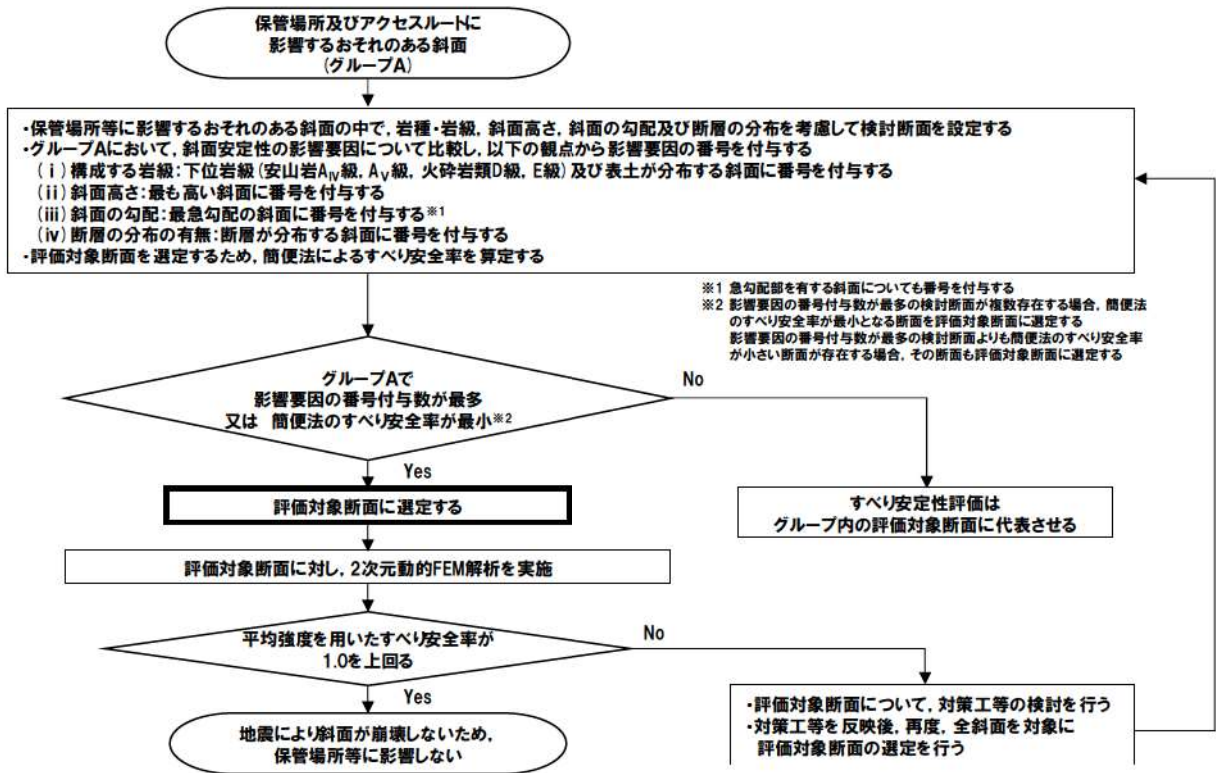 保管場所及びアクセスルートに
影響するおそれのある斜面
(グループA)
・保管場所等に影響するおそれのある斜面の中で，岩種・岩級，斜面高さ，斜面の勾配及び断層の分布を考慮して検討断面を設定する
・グループAにおいて，斜面安定性の影響要因について比較し，以下の観点から影響要因の番号を付与する
(ⅰ)構成する岩級：下位岩級(安山岩AⅣ級，AⅤ級，火砕岩類D級，E級)及び表土が分布する斜面に番号を付与する
(ii)斜面高さ：最も高い斜面に番号を付与する
(iii)斜面の勾配：最急勾配の斜面に番号を付与する※1
(iv)断層の分布の有無：断層が分布する斜面に番号を付与する
・評価対象断面を選定するため，簡便法によるすべり安全率を算定する
※1 急勾配部を有する斜面についても番号を付与する
※2 影響要因の番号付与数が最多の検討断面が複数存在する場合，簡便法
のすべり安全率が最小となる断面を評価対象断面に選定する
影響要因の番号付与数が最多の検討断面よりも簡便法のすべり安全率
が小さい断面が存在する場合，その断面も評価対象断面に選定する
グループAで
影響要因の番号付与数が最多
又は 簡便法のすべり安全率が最小※2
No
Yes
評価対象断面に選定する
すべり安定性評価は
グループ内の評価対象断面に代表させる
評価対象断面に対し，2次元動的FEM解析を実施
平均強度を用いたすべり安全率が
1.0を上回る
No
Yes
・評価対象断面について，対策工等の検討を行う
・対策工等を反映後，再度，全斜面を対象に
評価対象断面の選定を行う
地震により斜面が崩壊しないため，
保管場所等に影響しない